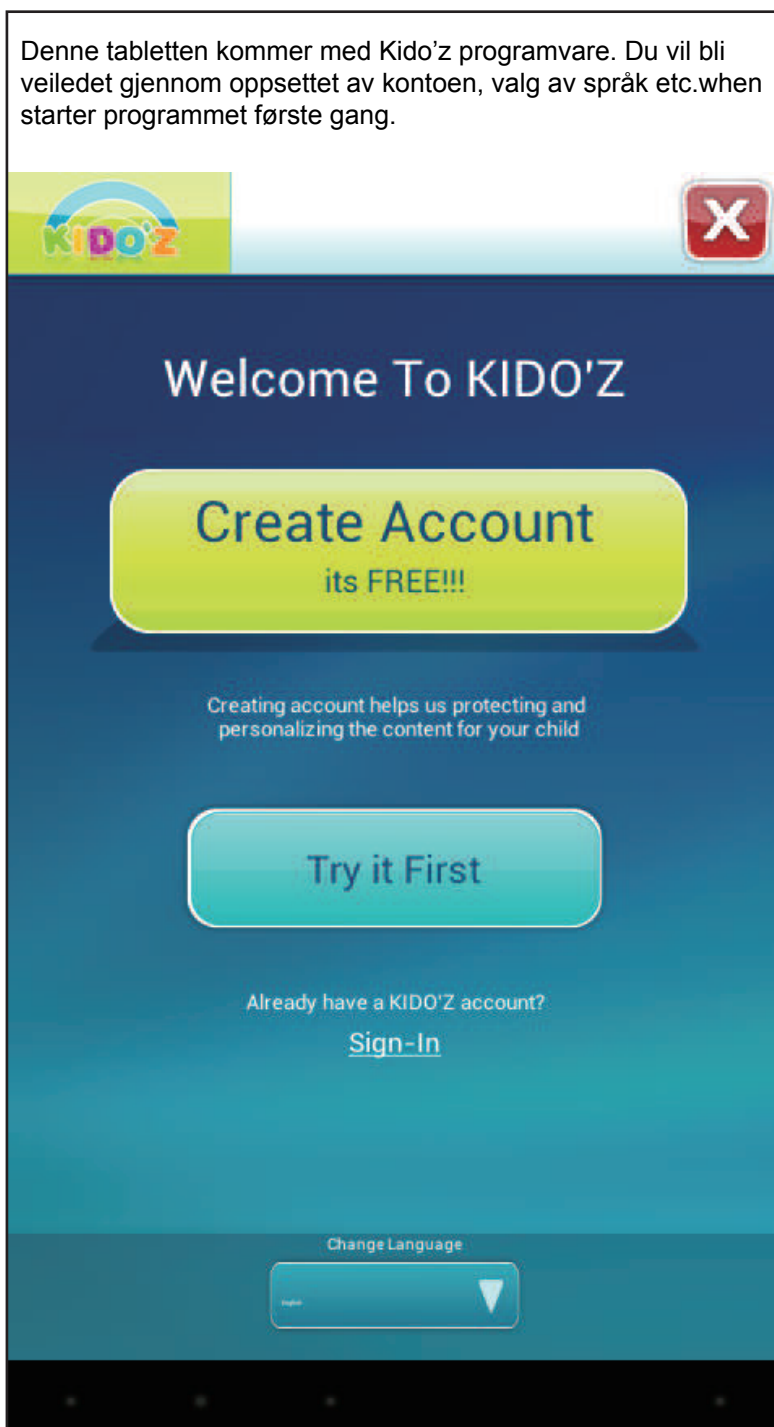 Denne tabletten kommer med Kido’z programvare. Du vil bli
veiledet gjennom oppsettet av kontoen, valg av språk etc.when
starter programmet første gang.
KIDO'Z
Welcome To KIDO'Z
Create Account
its FREE!!!
Creating account helps us protecting and
personalizing the content for your child
Try it First
Already have a KIDO'Z account?
Sign-In
Change Language
English